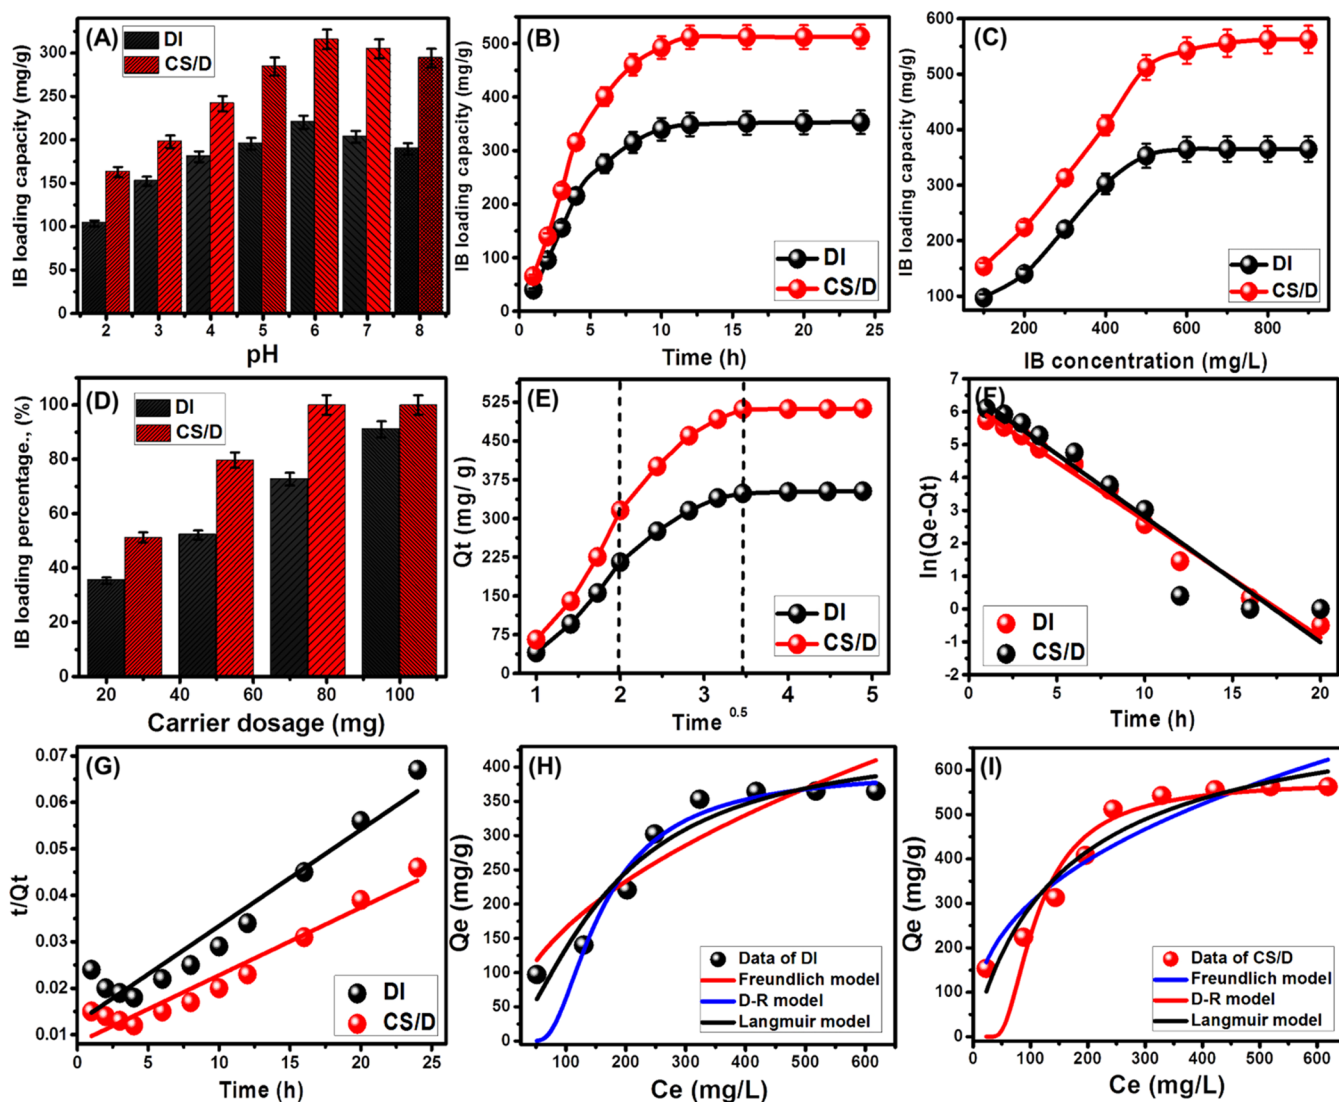 (A)
DI
CS/D
IB loading capacity (mg/g)
300
250
200
150
100
50
0
2 3 4 5 6 7 8
pH
(B)
IB loading capacity (mg/g)
500
400
300
200
100
0
0 5 10 15 20 25
DI
CS/D
Time (h)
(C)
IB loading capacity (mg/g)
600
500
400
300
200
100
200 400 600 800
DI
CS/D
IB concentration (mg/L)
(D)
DI
CS/D
IB loading percentage., (%)
100
80
60
40
20
0
20 40 60 80 100
Carrier dosage (mg)
(E)
Qt (mg/ g)
525
450
375
300
225
150
75
0
1 2 3 4 5
DI
CS/D
Time 0.5
(F)
ln(Qe-Qt)
6
5
4
3
2
1
0
-1
-2
0 5 10 15 20
DI
CS/D
Time (h)
(G)
t/Qt
0.07
0.06
0.05
0.04
0.03
0.02
0.01
0 5 10 15 20 25
DI
CS/D
Time (h)
(H)
Qe (mg/g)
400
350
300
250
200
150
100
50
0
100 200 300 400 500 600
Data of DI
Freundlich model
D-R model
Langmuir model
Ce (mg/L)
(I)
Qe (mg/g)
600
500
400
300
200
100
0
0 100 200 300 400 500 600
Data of CS/D
Freundlich model
D-R model
Langmuir model
Ce (mg/L)